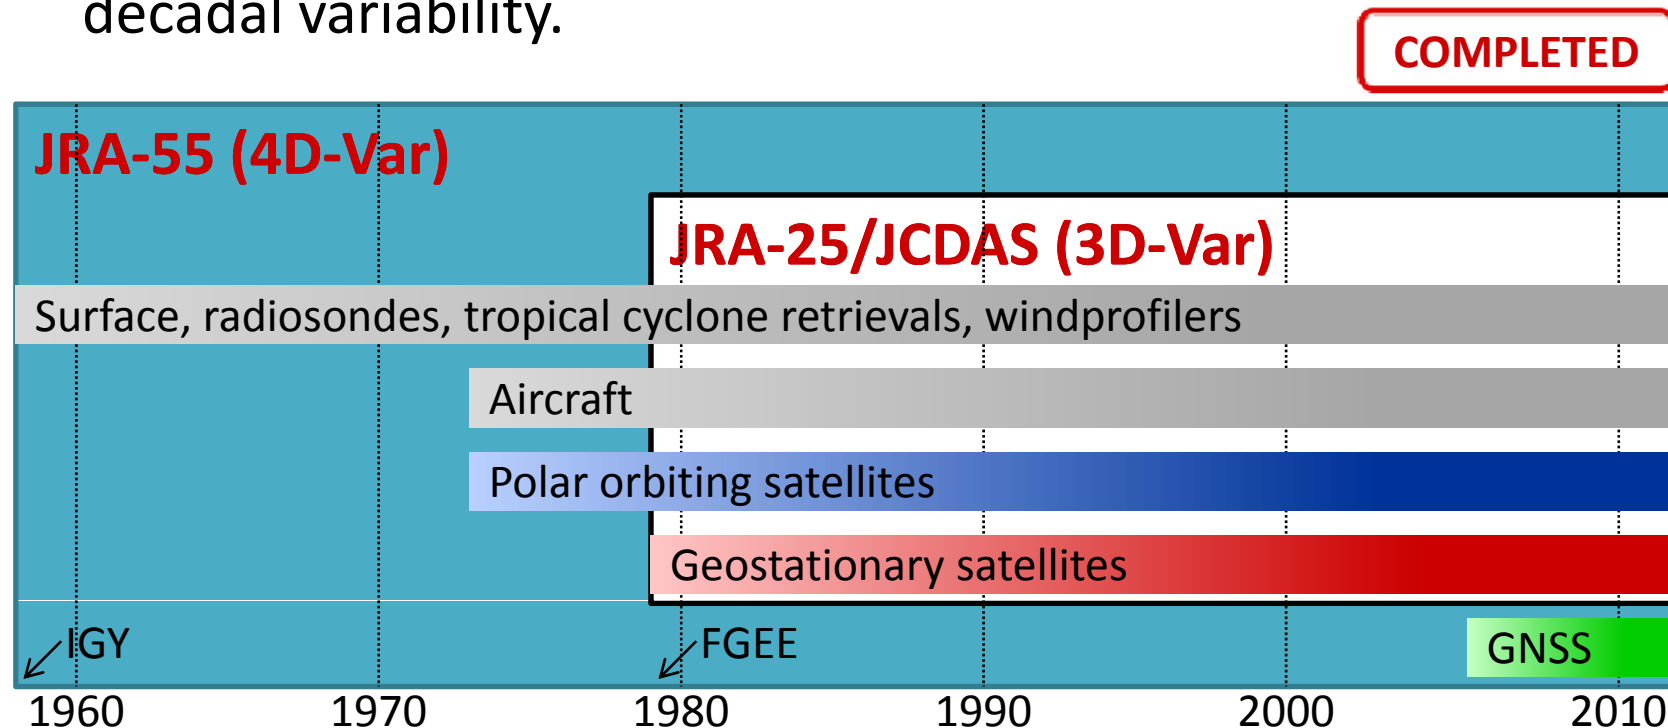 decadal variability.
COMPLETED
JRA-55 (4D-Var)
JRA-25/JCDAS (3D-Var)
Surface, radiosondes, tropical cyclone retrievals, windprofilers
Aircraft
Polar orbiting satellites
Geostationary satellites
IGY
FGEE
GNSS
1960 1970 1980 1990 2000 2010